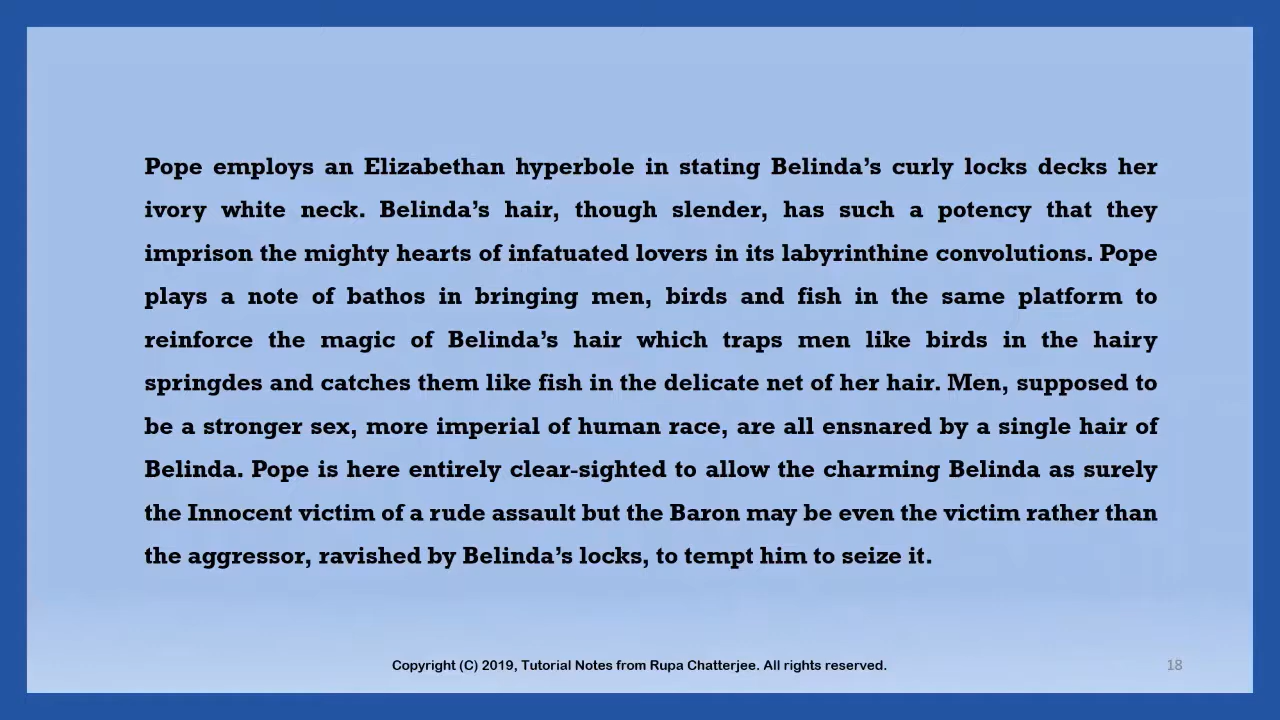 Pope employs an Elizabethan hyperbole in stating Belinda’s curly locks decks her
ivory white neck. Belinda’s hair, though slender, has such a potency that they
imprison the mighty hearts of infatuated lovers in its labyrinthine convolutions. Pope
plays a note of bathos in bringing men, birds and fish in the same platform to
reinforce the magic of Belinda’s hair which traps men like birds in the hairy
springdes and catches them like fish in the delicate net of her hair. Men, supposed to
be a stronger sex, more imperial of human race, are all ensnared by a single hair of
Belinda. Pope is here entirely clear-sighted to allow the charming Belinda as surely
the Innocent victim of a rude assault but the Baron may be even the victim rather than
the aggressor, ravished by Belinda’s locks, to tempt him to seize it.
Copyright (C) 2019, Tutorial Notes from Rupa Chatterjee. All rights reserved.
18